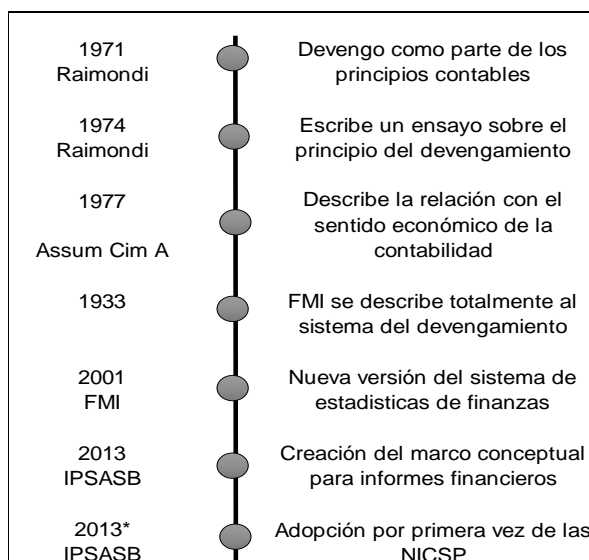 1971
Raimondi
Devengo como parte de los
principios contables
1974
Raimondi
Escribe un ensayo sobre el
principio del devengamiento
1977
Assum Cim A
Describe la relación con el
sentido económico de la
contabilidad
1933
FMI se describe totalmente al
sistema del devengamiento
2001
FMI
Nueva versión del sistema de
estadisticas de finanzas
2013
IPSASB
Creación del marco conceptual
para informes financieros
2013*
IPSASB
Adopción por primera vez de las
NICSP